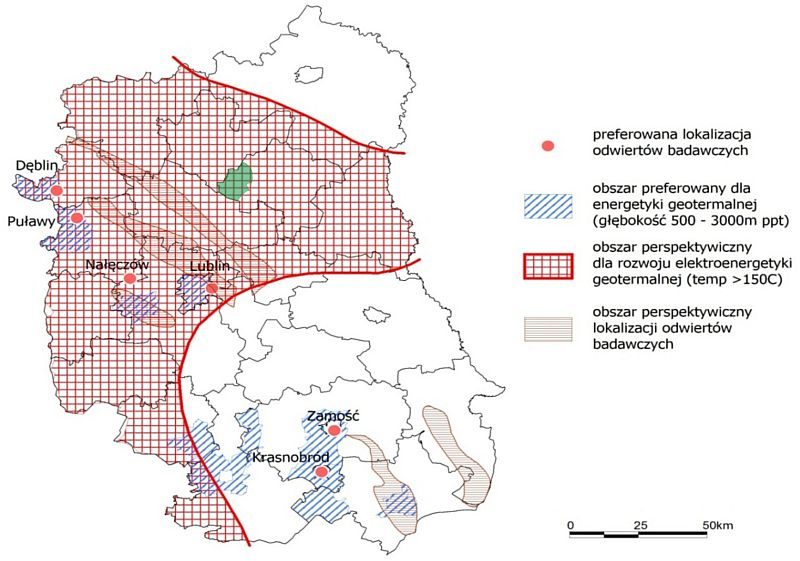 Dęblin
Puławy
Nałęczów
Lublin
Zamość
Krasnobród
preferowana lokalizacja
odwiertów badawczych
obszar preferowany dla
energetyki geotermalnej
(głębokość 500 - 3000m ppt)
obszar perspektywiczny
dla rozwoju elektroenergetyki
geotermalnej (temp >150C)
obszar perspektywiczny
lokalizacji odwiertów
badawczych
0 25 50km